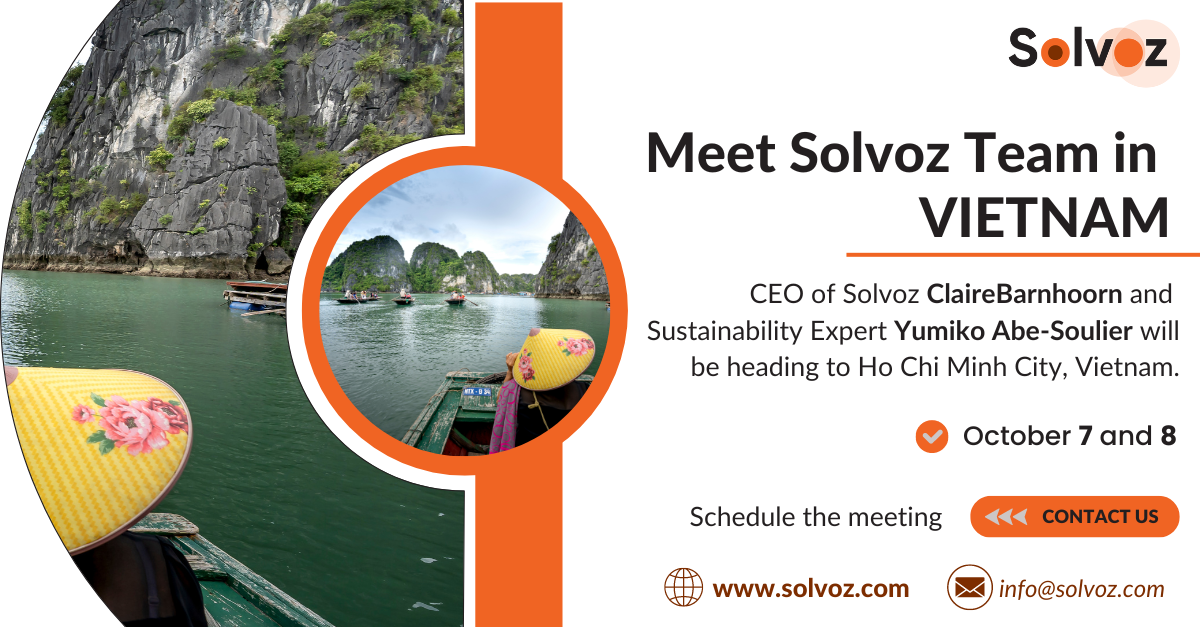 Solvoz
Meet Solvoz Team in
VIETNAM
CEO of Solvoz ClaireBarnhoorn and
Sustainability Expert Yumiko Abe-Soulier will
be heading to Ho Chi Minh City, Vietnam.
October 7 and 8
Schedule the meeting
CONTACT US
www.solvoz.com
info@solvoz.com